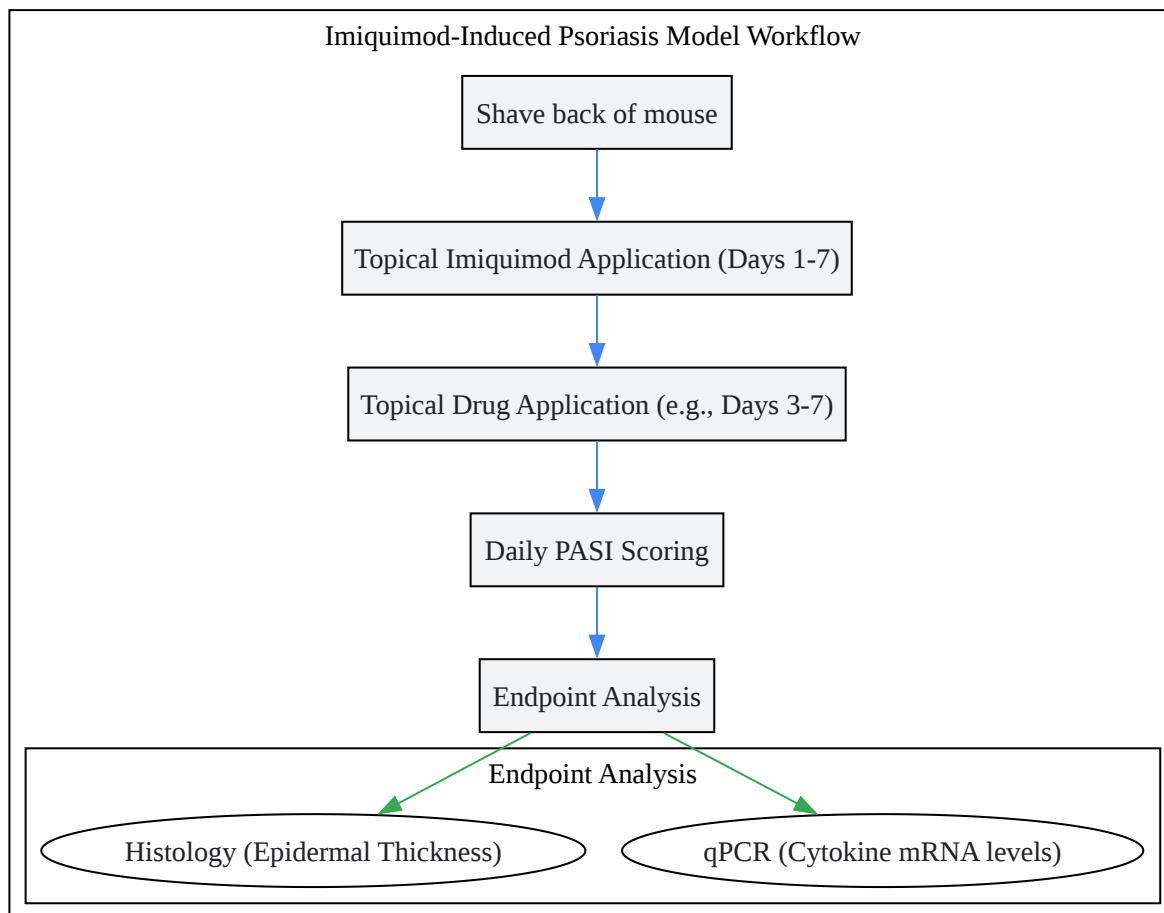 Imiquimod-Induced Psoriasis Model Workflow
Shave back of mouse
Topical Imiquimod Application (Days 1-7)
Topical Drug Application (e.g., Days 3-7)
Daily PASI Scoring
Endpoint Analysis
Endpoint Analysis
Histology (Epidermal Thickness)
qPCR (Cytokine mRNA levels)